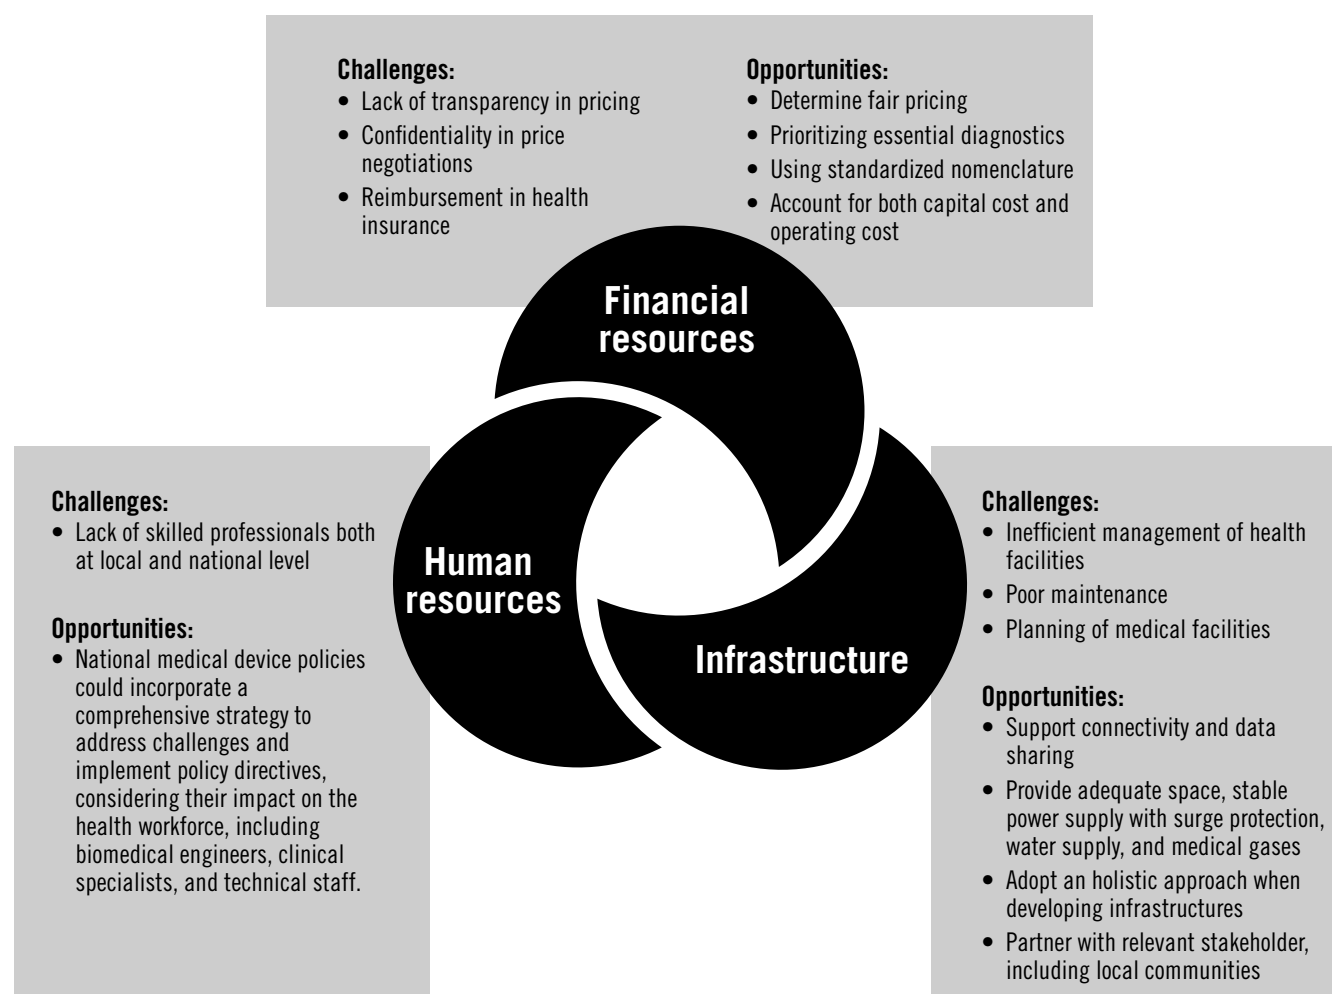 Challenges:
• Lack of transparency in pricing
• Confidentiality in price
negotiations
• Reimbursement in health
insurance
Opportunities:
• Determine fair pricing
• Prioritizing essential diagnostics
• Using standardized nomenclature
• Account for both capital cost and
operating cost
Financial
resources
Challenges:
• Lack of skilled professionals both
at local and national level
Opportunities:
• National medical device policies
could incorporate a
comprehensive strategy to
address challenges and
implement policy directives,
considering their impact on the
health workforce, including
biomedical engineers, clinical
specialists, and technical staff.
Human
resources
Infrastructure
Challenges:
• Inefficient management of health
facilities
• Poor maintenance
• Planning of medical facilities
Opportunities:
• Support connectivity and data
sharing
• Provide adequate space, stable
power supply with surge protection,
water supply, and medical gases
• Adopt an holistic approach when
developing infrastructures
• Partner with relevant stakeholder,
including local communities